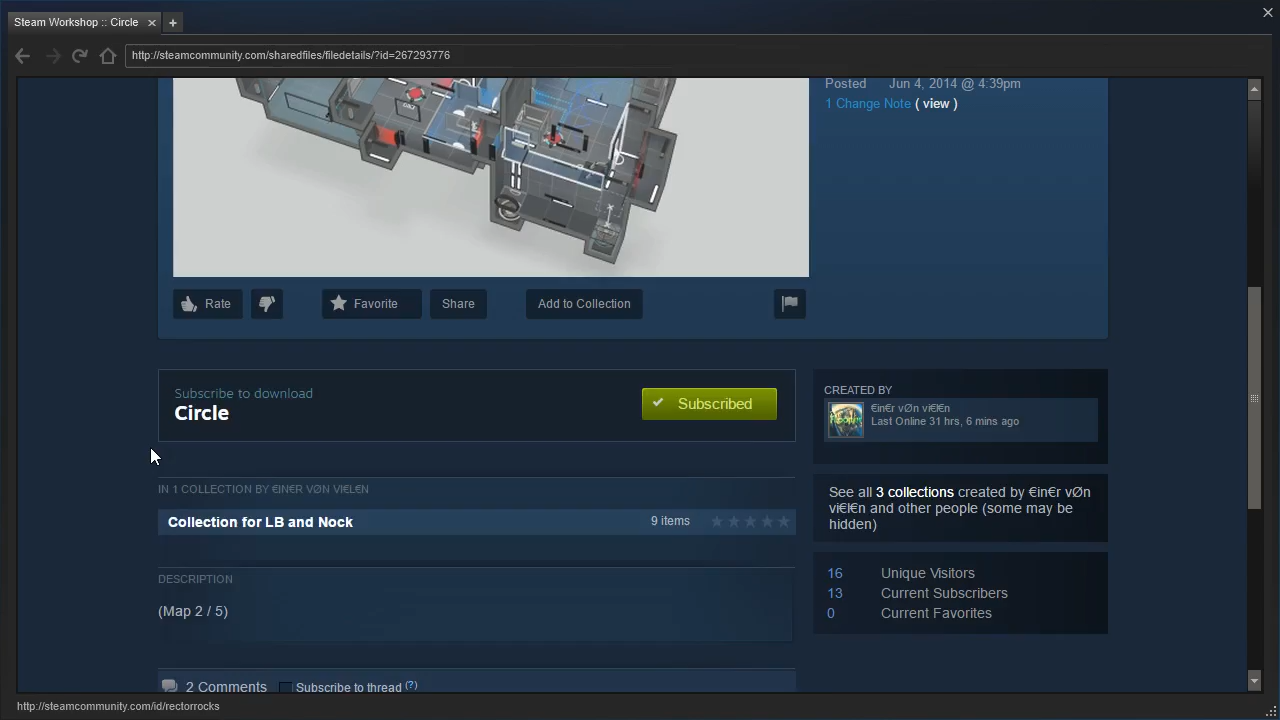 Steam Workshop :: Circle
http://steamcommunity.com/sharedfiles/filedetails/?id=267293776
Posted Jun 4, 2014 @ 4:39pm
1 Change Note ( view )
Rate
Favorite
Share
Add to Collection
Subscribe to download
Circle
Subscribed
CREATED BY
€in€r vØn vi€l€n
Last Online 31 hrs, 6 mins ago
IN 1 COLLECTION BY €IN€R VØN VI€L€N
Collection for LB and Nock
9 items
See all 3 collections created by €in€r vØn
vi€l€n and other people (some may be
hidden)
DESCRIPTION
(Map 2 / 5)
16 Unique Visitors
13 Current Subscribers
0 Current Favorites
2 Comments
Subscribe to thread (?)
http://steamcommunity.com/id/rectorrocks